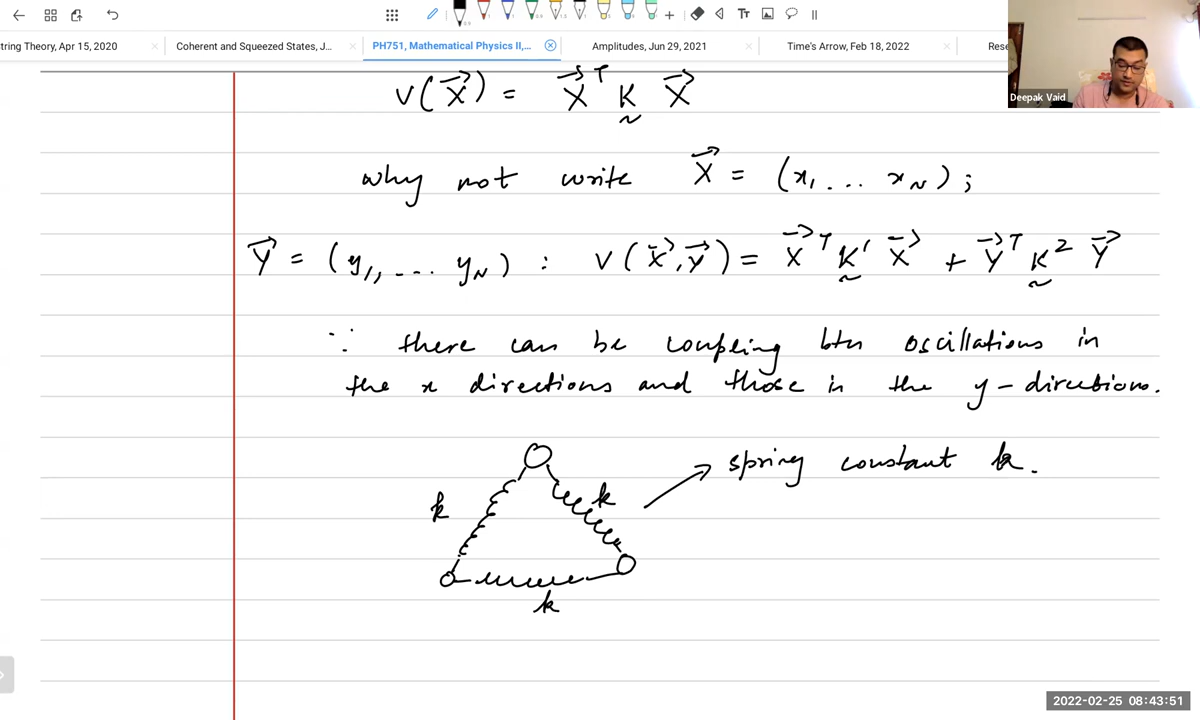 tring Theory, Apr 15, 2020 Coherent and Squeezed States, J... PH751, Mathematical Physics II,... Amplitudes, Jun 29, 2021 Time's Arrow, Feb 18, 2022 Rese
Deepak Vaid
V(X⃗) = X⃗ᵀ K̰ X⃗
why not write X⃗ = (x₁, ... x_N) ;
Y⃗ = (y₁, ... y_N) : V(X⃗, Y⃗) = X⃗ᵀ K̰¹ X⃗ + Y⃗ᵀ K̰² Y⃗
∵ there can be coupling btn oscillations in
the x directions and those in the y-directions.
spring constant k.
k k
k
2022-02-25 08:43:51